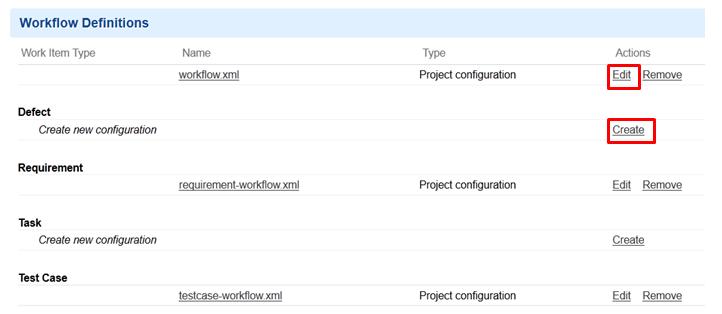 Workflow Definitions
Work Item Type Name Type Actions
workflow.xml Project configuration Edit Remove
Defect
Create new configuration Create
Requirement
requirement-workflow.xml Project configuration Edit Remove
Task
Create new configuration Create
Test Case
testcase-workflow.xml Project configuration Edit Remove